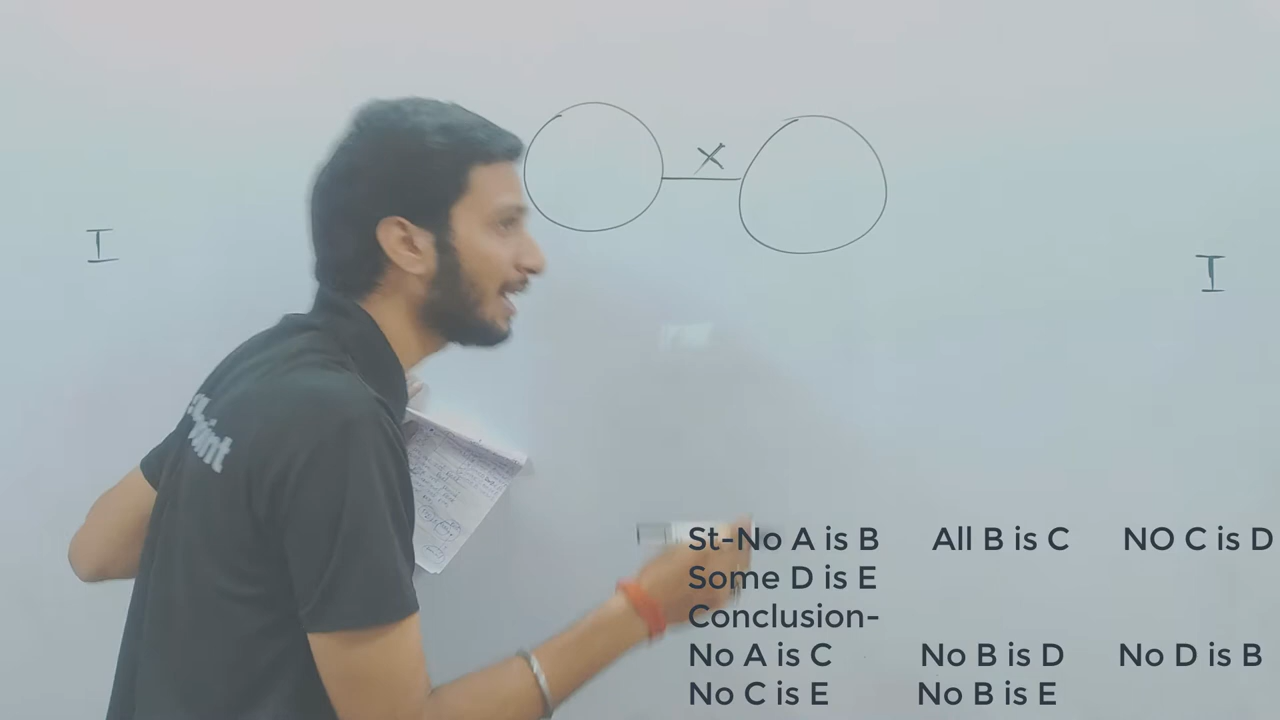 I
X
I
St-No A is B All B is C NO C is D
Some D is E
Conclusion-
No A is C No B is D No D is B
No C is E No B is E